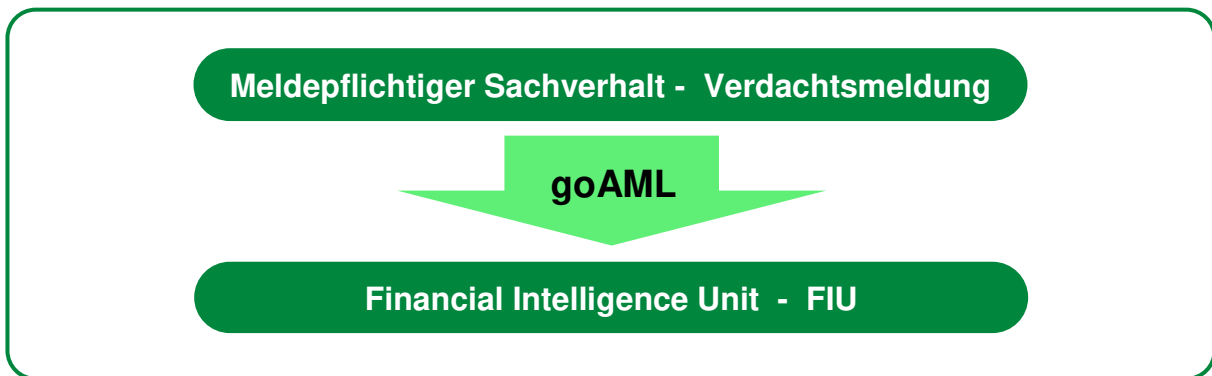 Meldepflichtiger Sachverhalt - Verdachtsmeldung
goAML
Financial Intelligence Unit - FIU